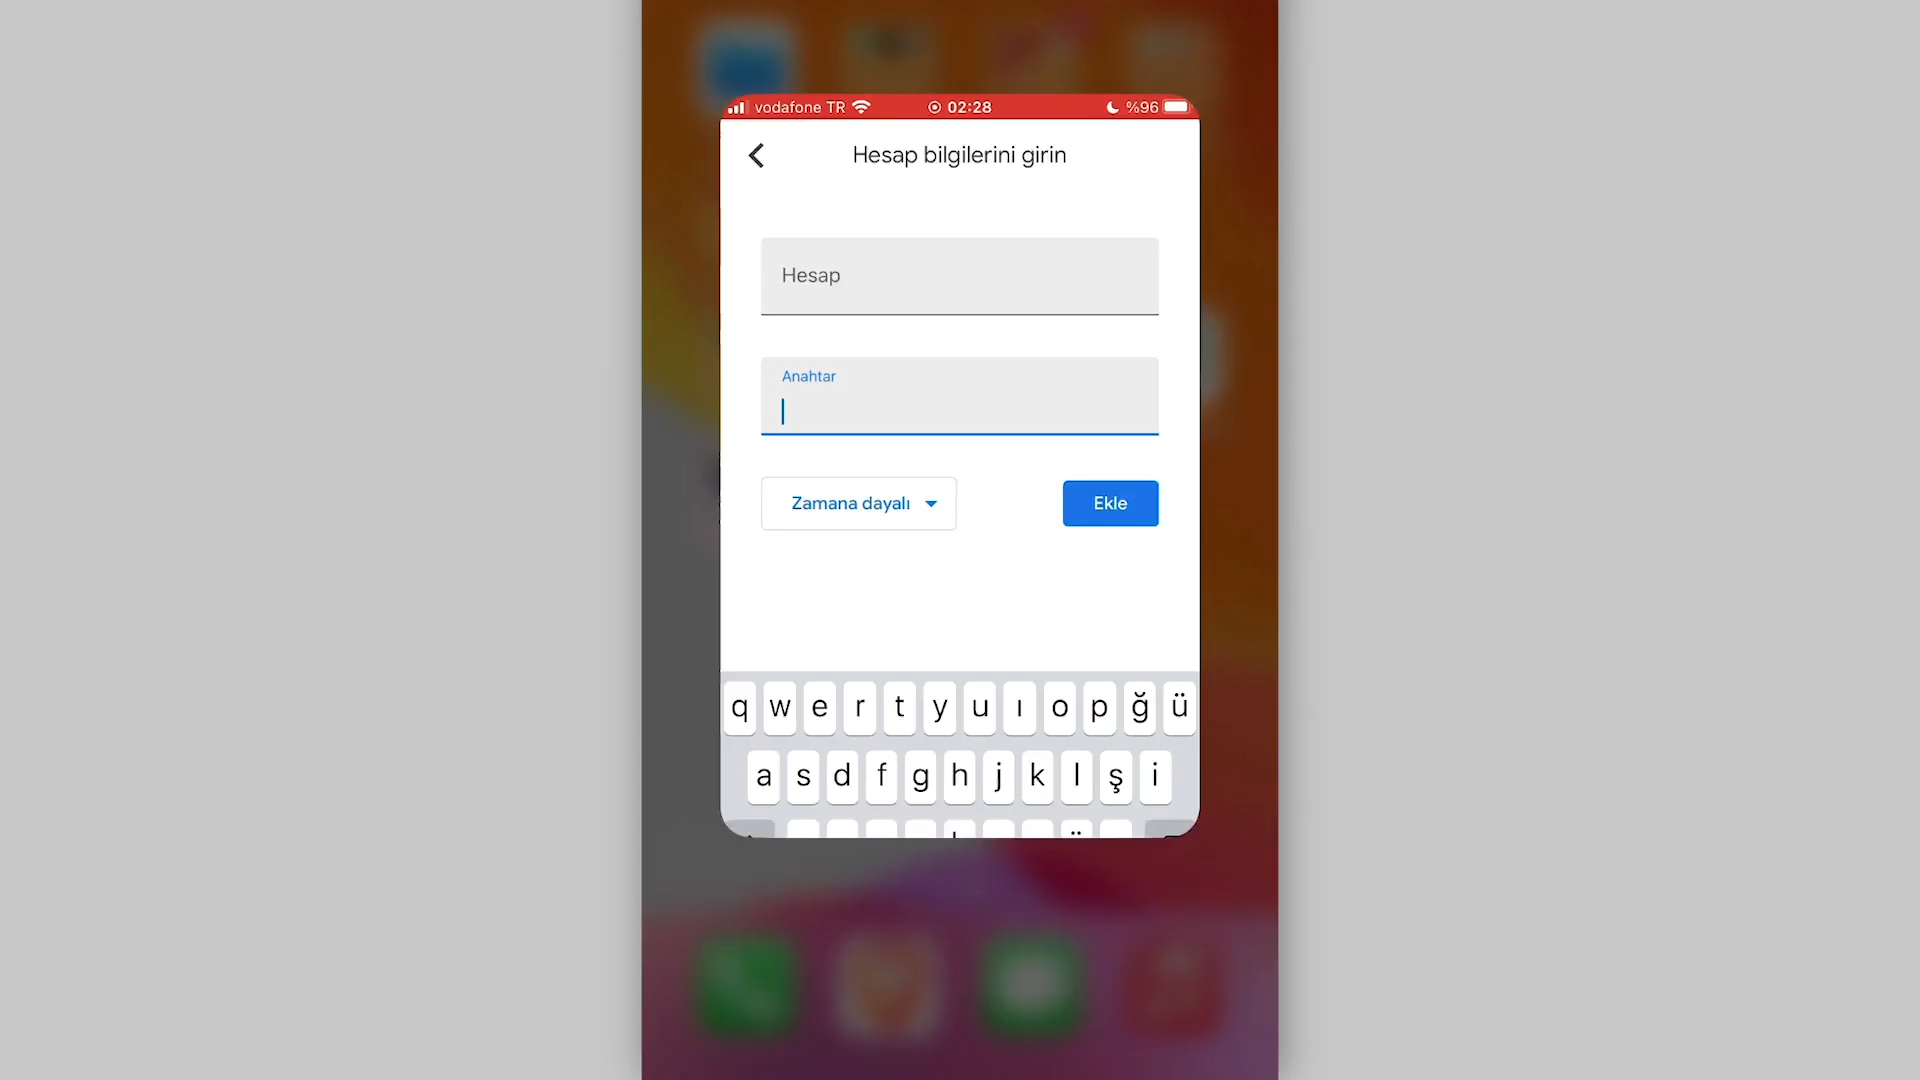 vodafone TR 02:28 %96
Hesap bilgilerini girin
Hesap
Anahtar
Zamana dayalı
Ekle
q w e r t y u ı o p ğ ü
a s d f g h j k l ş i